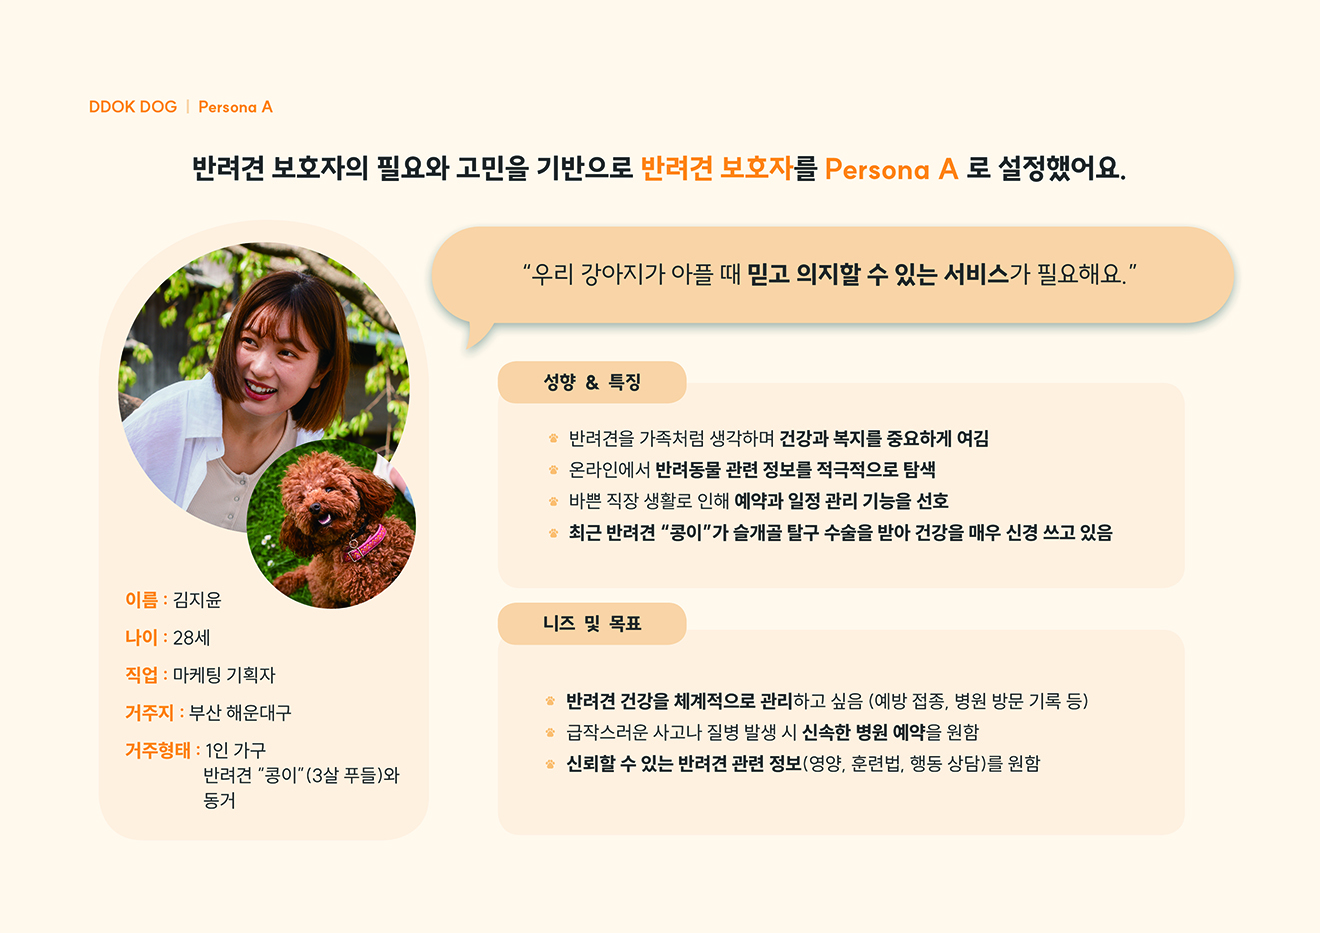 DDOK DOG | Persona A
반려견 보호자의 필요와 고민을 기반으로 반려견 보호자를 Persona A 로 설정했어요.
“우리 강아지가 아플 때 믿고 의지할 수 있는 서비스가 필요해요.”
이름 : 김지윤
나이 : 28세
직업 : 마케팅 기획자
거주지 : 부산 해운대구
거주형태 : 1인 가구
반려견 “콩이”(3살 푸들)와
동거
성향 & 특징
반려견을 가족처럼 생각하며 건강과 복지를 중요하게 여김
온라인에서 반려동물 관련 정보를 적극적으로 탐색
바쁜 직장 생활로 인해 예약과 일정 관리 기능을 선호
최근 반려견 “콩이”가 슬개골 탈구 수술을 받아 건강을 매우 신경 쓰고 있음
니즈 및 목표
반려견 건강을 체계적으로 관리하고 싶음 (예방 접종, 병원 방문 기록 등)
급작스러운 사고나 질병 발생 시 신속한 병원 예약을 원함
신뢰할 수 있는 반려견 관련 정보(영양, 훈련법, 행동 상담)를 원함